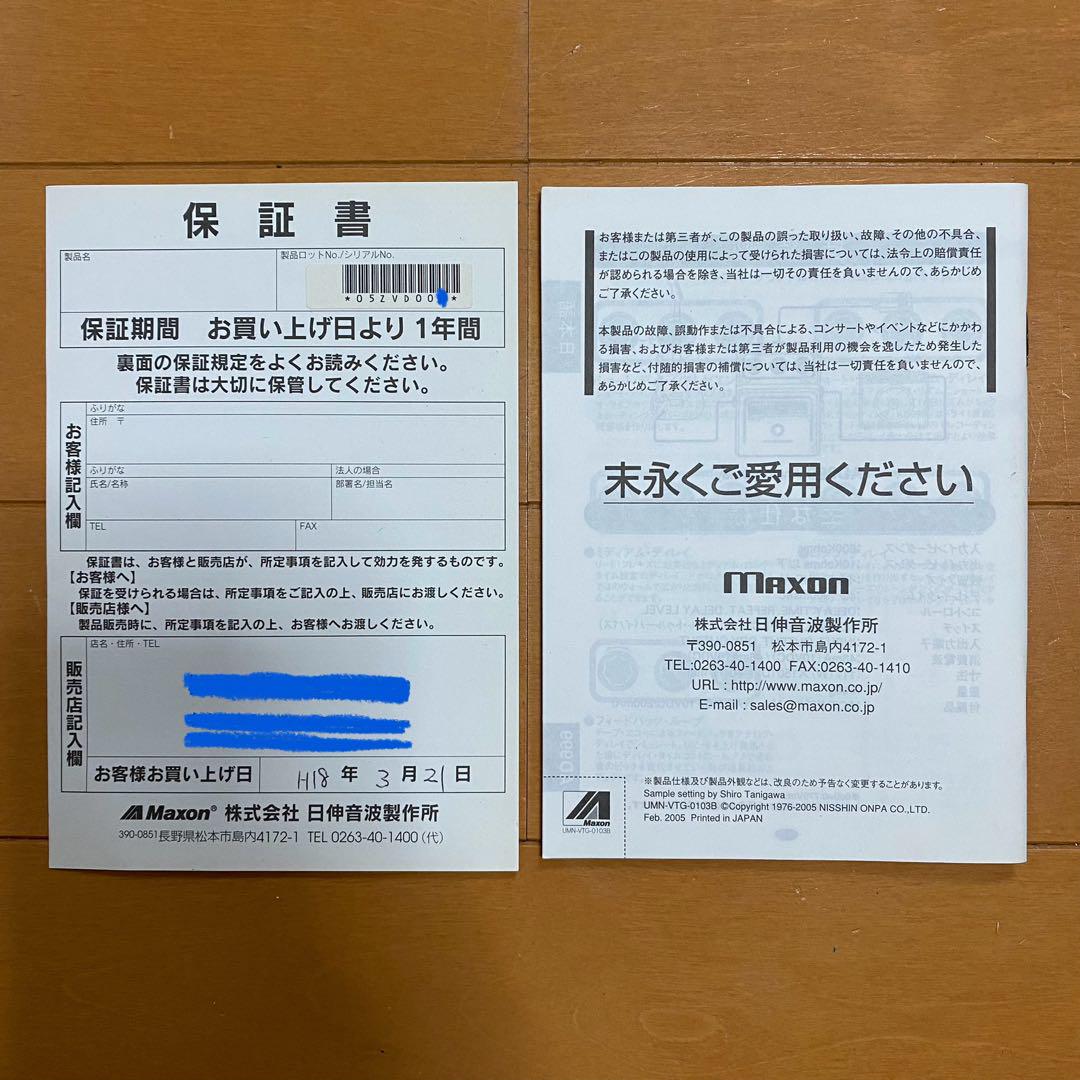 保証書
製品名
製品ロットNo./シリアルNo.
*05ZVD00
*
保証期間 お買い上げ日より1年間
裏面の保証規定をよくお読みください。
保証書は大切に保管してください。
お客様記入欄
ふりがな
住所 〒
ふりがな
氏名/名称
法人の場合
部署名/担当名
TEL
FAX
保証書は、お客様と販売店が、所定事項を記入して効力を発するものです。
【お客様へ】
保証を受けられる場合は、所定事項をご記入の上、販売店にお渡しください。
【販売店様へ】
製品販売時に、所定事項を記入の上、お客様へお渡しください。
販売店記入欄
店名・住所・TEL
お客様お買い上げ日 H18 年 3 月 21 日
Maxon® 株式会社 日伸音波製作所
390-0851長野県松本市島内4172-1 TEL 0263-40-1400(代)
お客様または第三者が、この製品の誤った取り扱い、故障、その他の不具合、
またはこの製品の使用によって受けられた損害については、法令上の賠償責任
が認められる場合を除き、当社は一切その責任を負いませんので、あらかじめ
ご了承ください。
本製品の故障、誤動作または不具合による、コンサートやイベントなどにかかわ
る損害、およびお客様または第三者が製品利用の機会を逸したため発生した
損害など、付随的損害の補償については、当社は一切責任を負いませんので、
あらかじめご了承ください。
末永くご愛用ください
maxon
株式会社日伸音波製作所
〒390-0851 松本市島内4172-1
TEL:0263-40-1400 FAX:0263-40-1410
URL : http://www.maxon.co.jp/
E-mail : sales@maxon.co.jp
※製品仕様及び製品外観などは、改良のため予告なく変更することがあります。
Sample setting by Shiro Tanigawa
UMN-VTG-0103B ©Copyright 1976-2005 NISSHIN ONPA CO.,LTD.
Feb. 2005 Printed in JAPAN
Maxon
UMN-VTG-0103B